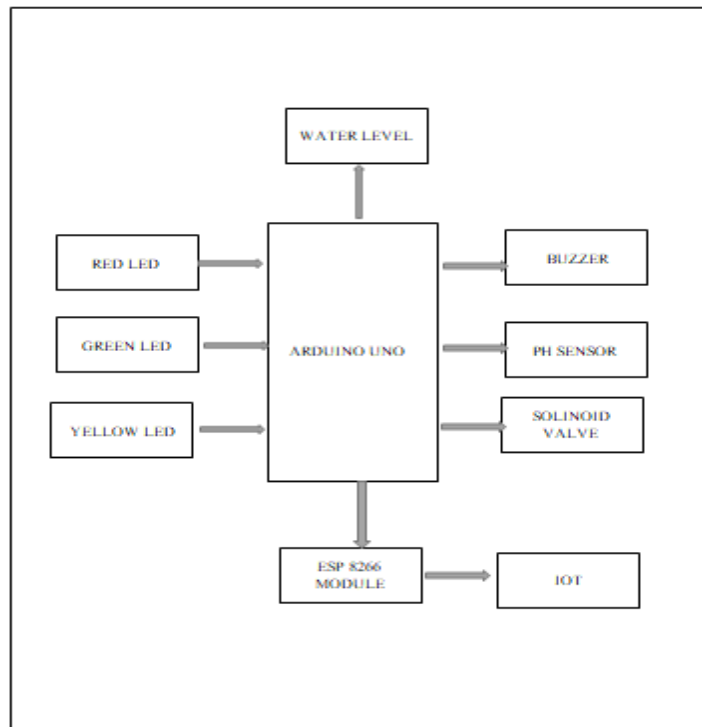 WATER LEVEL
RED LED
BUZZER
GREEN LED
ARDUINO UNO
PH SENSOR
YELLOW LED
SOLINOID
VALVE
ESP 8266
MODULE
IOT